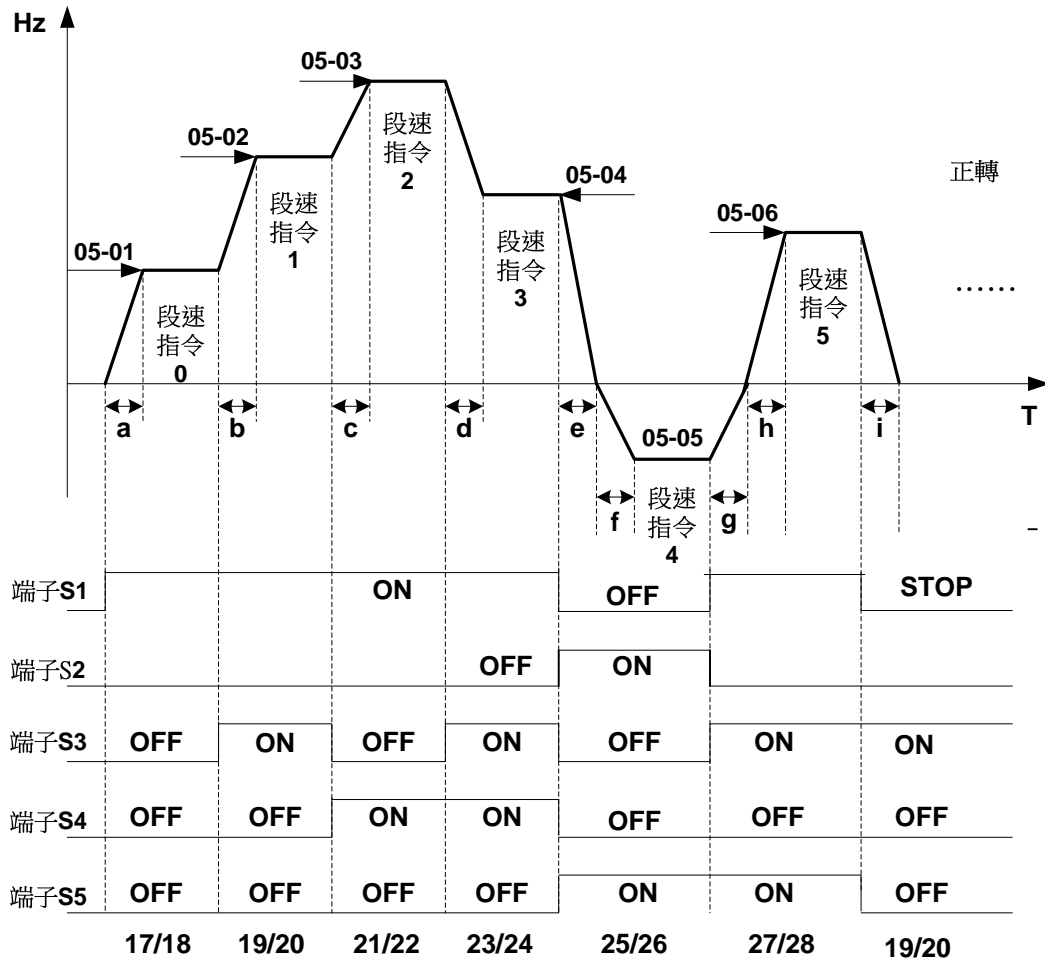 Hz
05-03
段速
指令
2
05-02
段速
指令
1
05-04
正轉
05-06
段速
指令
3
05-01
段速
指令
0
段速
指令
5
......
a
b
c
d
e
05-05
h
i
T
f
段速
指令
4
g
–
端子S1
ON
OFF
STOP
端子S2
OFF
ON
端子S3
OFF
ON
OFF
ON
OFF
ON
ON
端子S4
OFF
OFF
ON
ON
OFF
OFF
OFF
端子S5
OFF
OFF
OFF
OFF
ON
ON
OFF
17/18
19/20
21/22
23/24
25/26
27/28
19/20